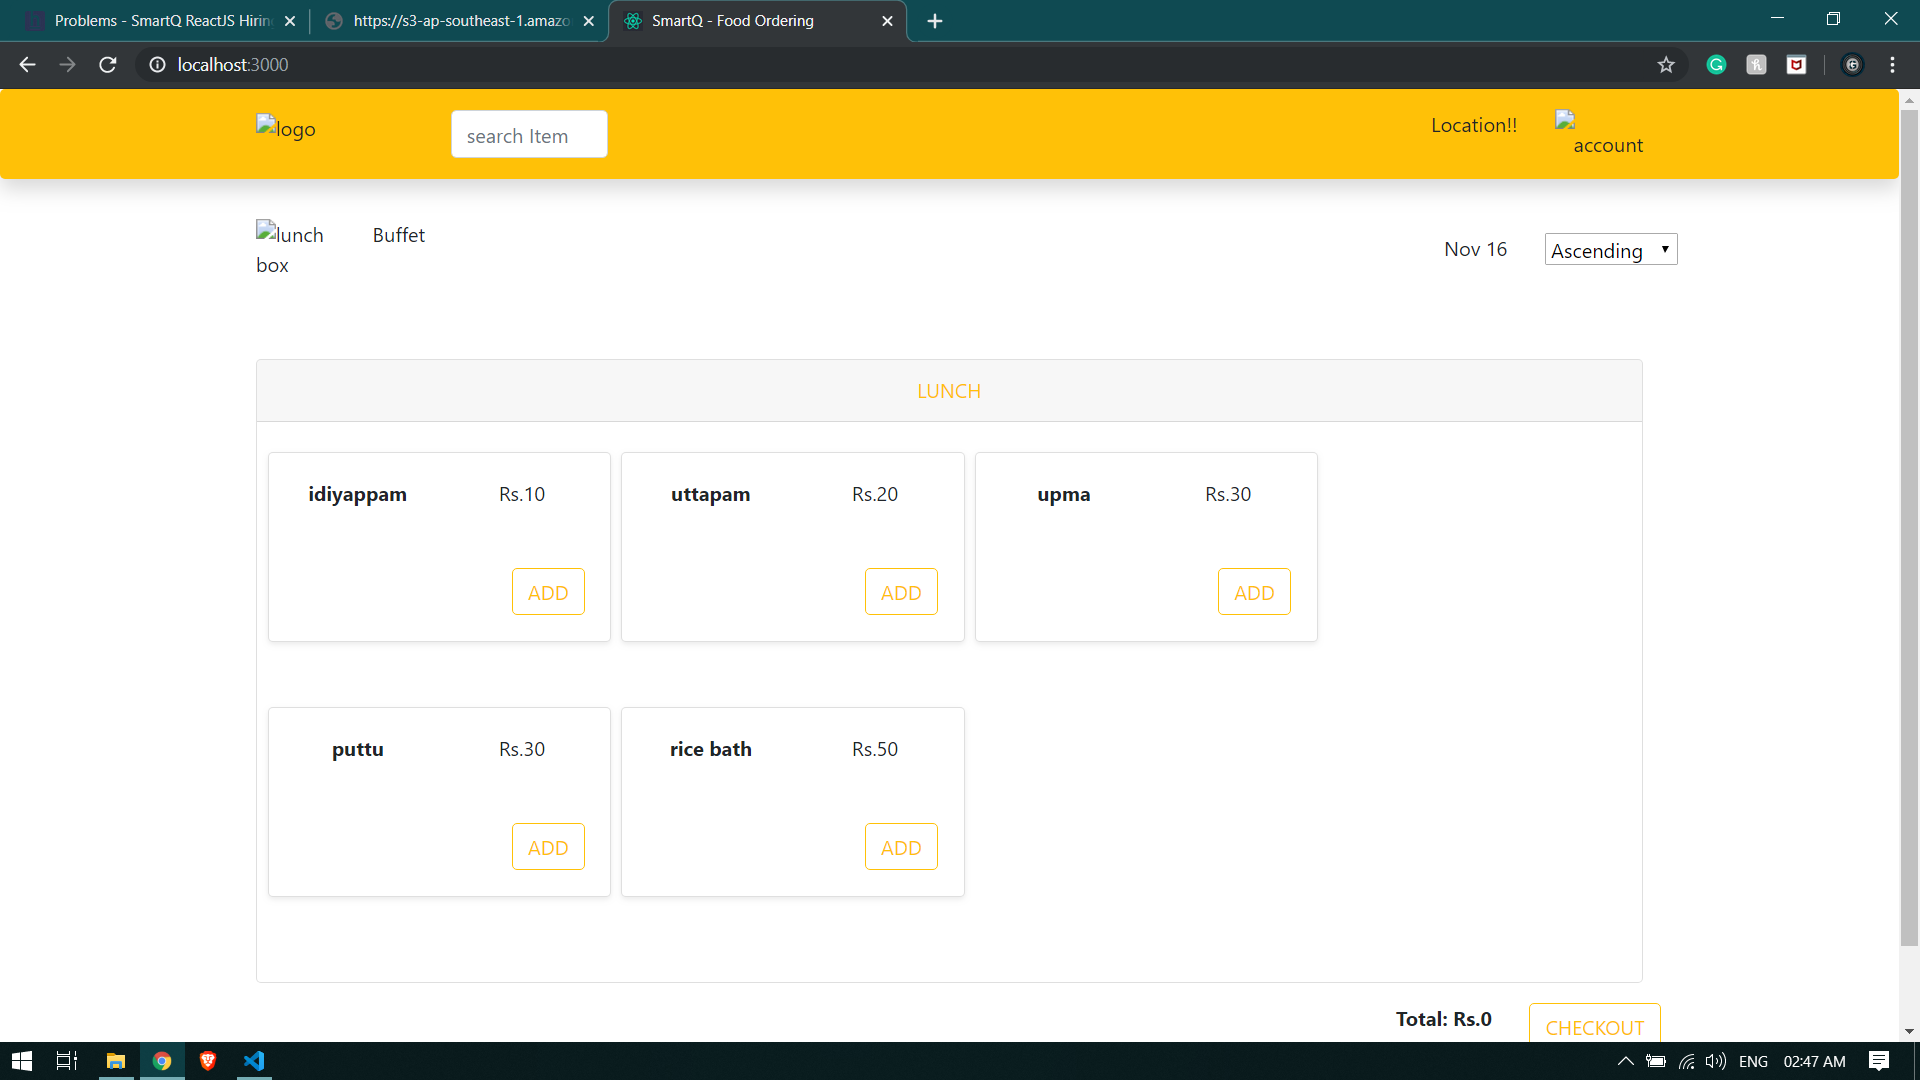 Problems - SmartQ ReactJS Hirin
https://s3-ap-southeast-1.amazo
SmartQ - Food Ordering
localhost:3000
logo
search Item
Location!!
account
lunch box
Buffet
Nov 16
Ascending
LUNCH
idiyappam Rs.10
ADD
uttapam Rs.20
ADD
upma Rs.30
ADD
puttu Rs.30
ADD
rice bath Rs.50
ADD
Total: Rs.0
CHECKOUT
ENG
02:47 AM